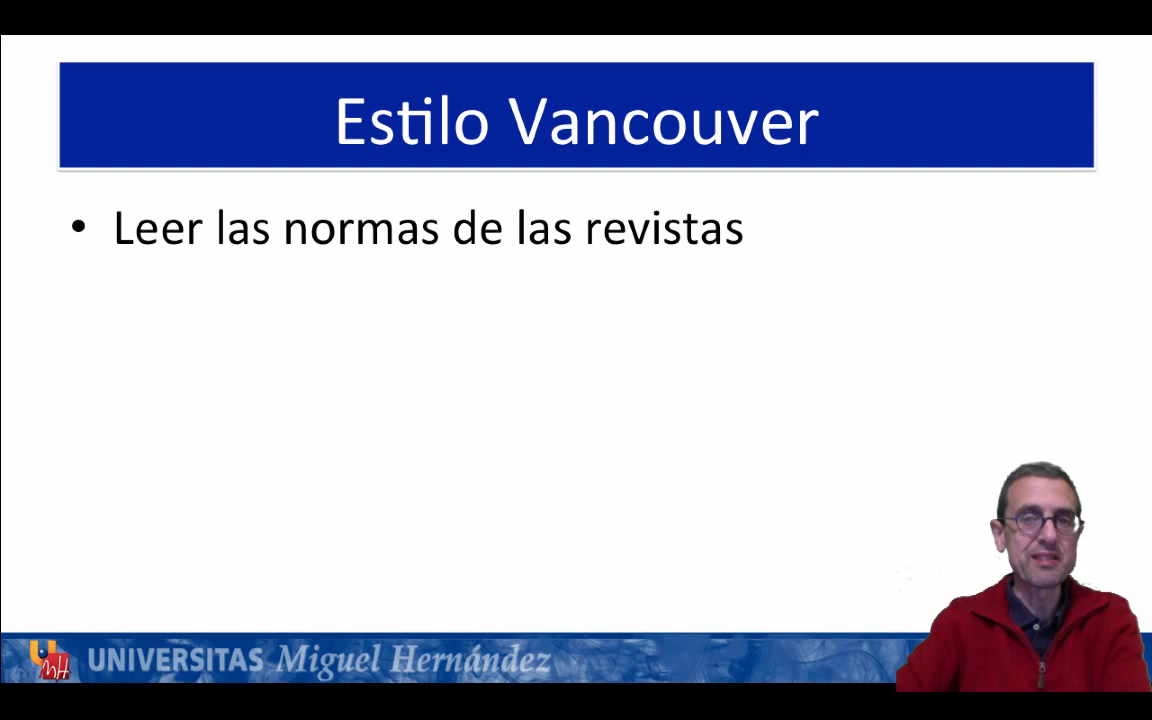 Estilo Vancouver
• Leer las normas de las revistas
UNIVERSITAS Miguel Hernández